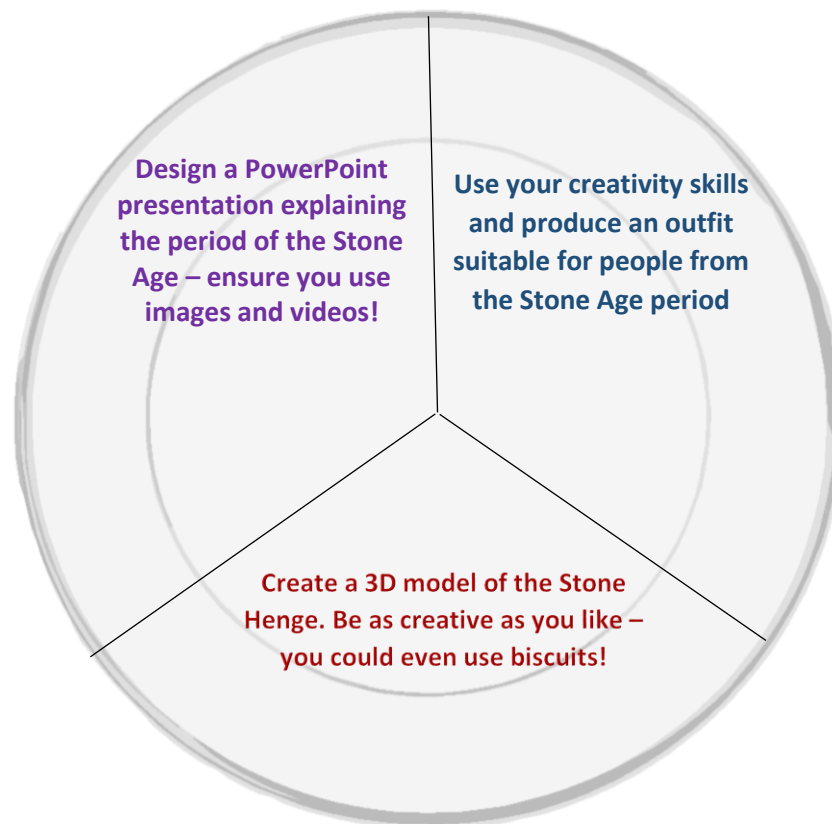 Design a PowerPoint
presentation explaining
the period of the Stone
Age – ensure you use
images and videos!
Use your creativity skills
and produce an outfit
suitable for people from
the Stone Age period
Create a 3D model of the Stone
Henge. Be as creative as you like –
you could even use biscuits!